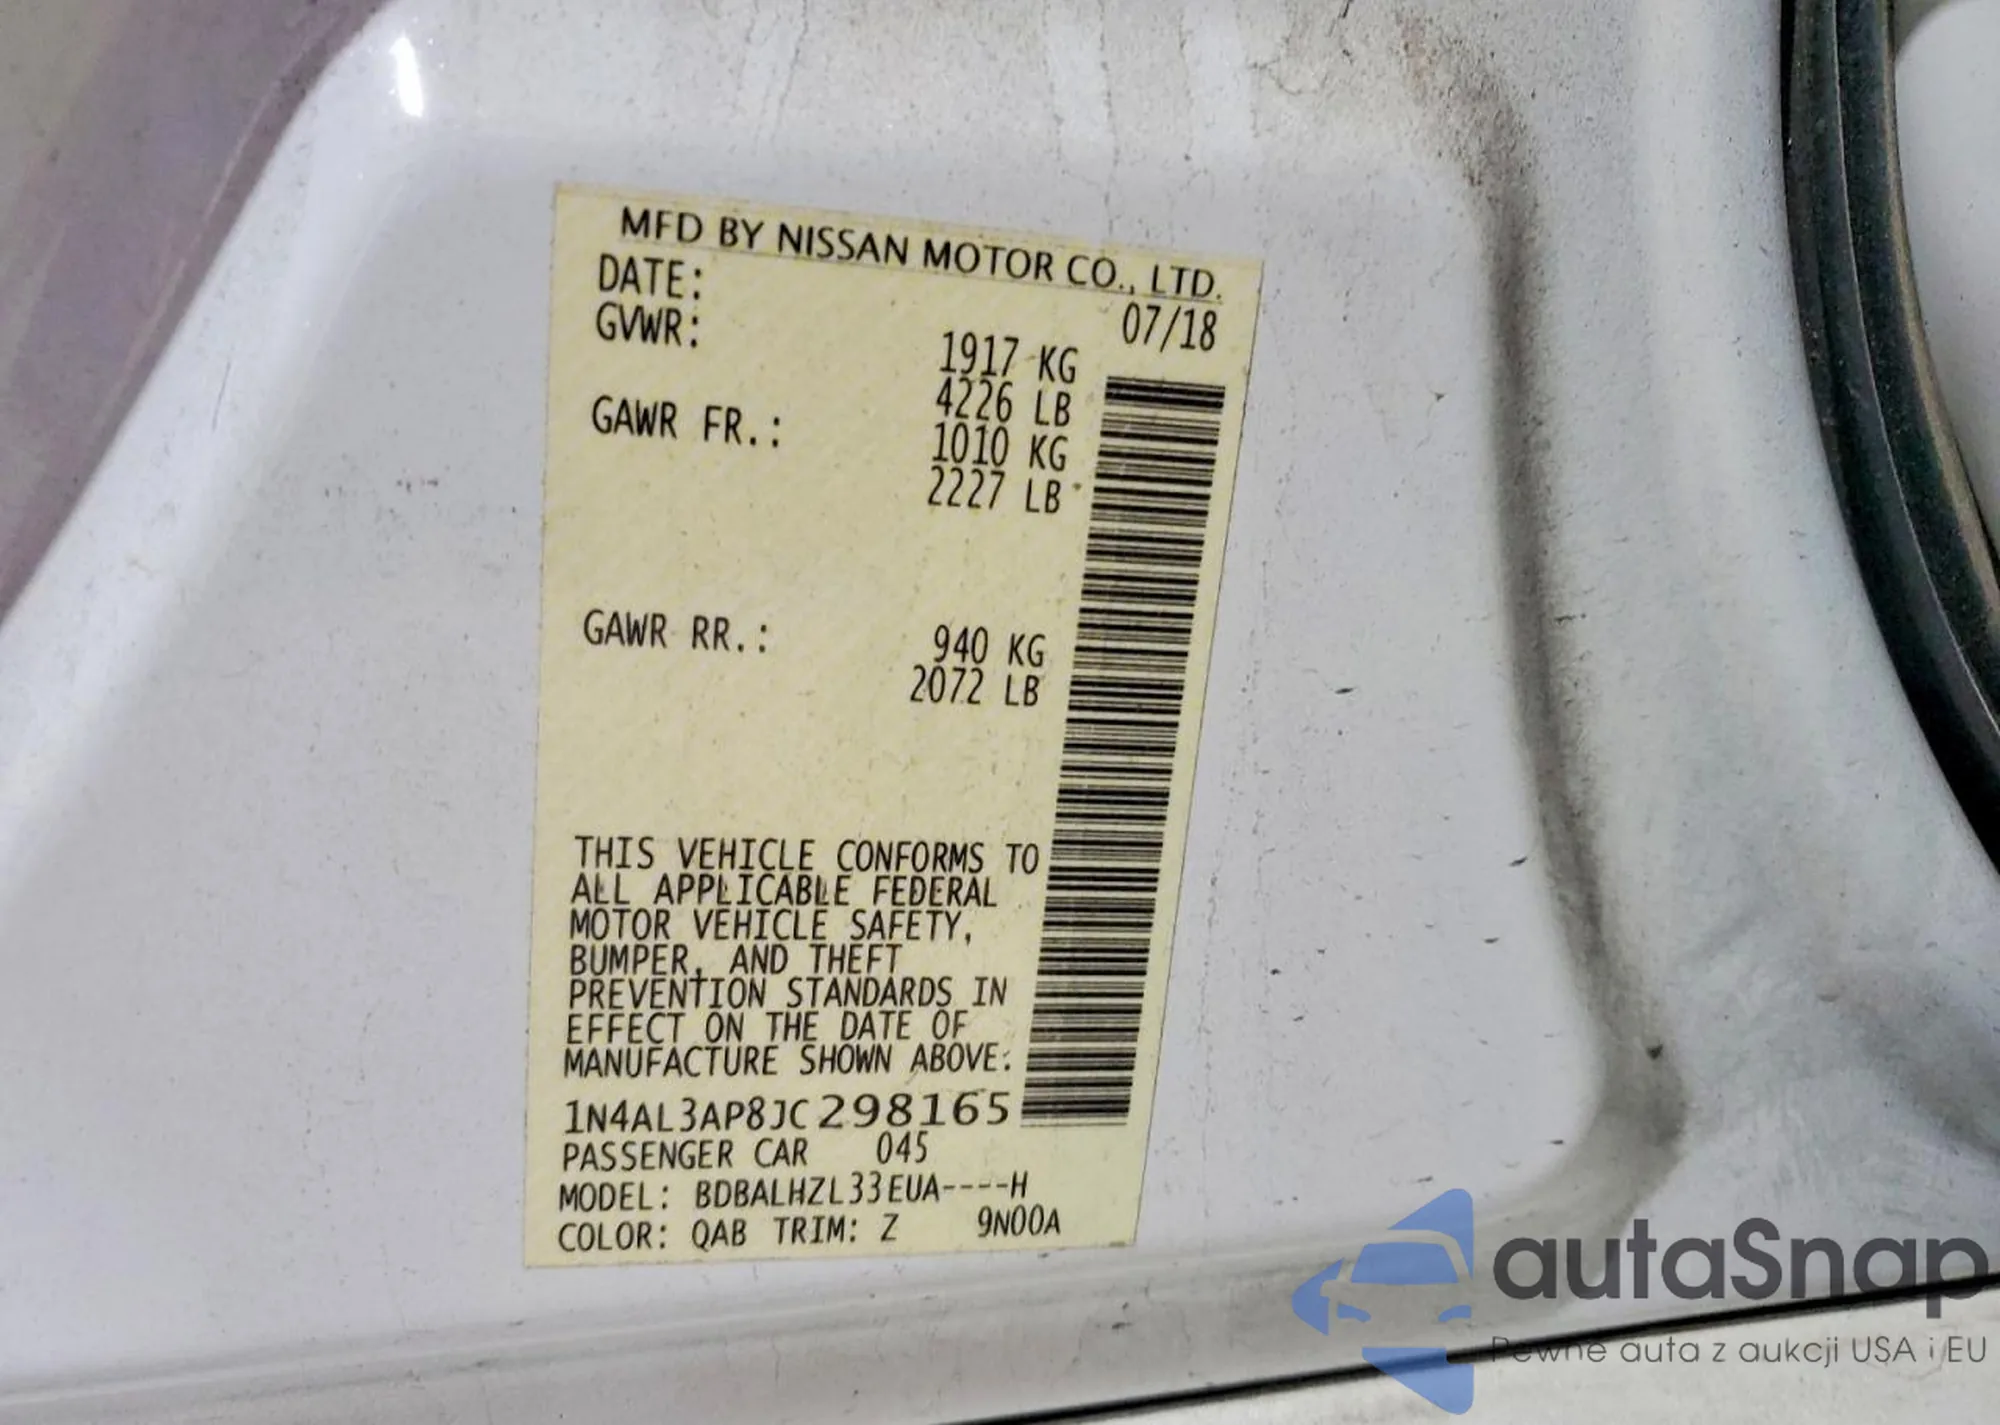 MFD BY NISSAN MOTOR CO., LTD.
DATE: 07/18
GVWR: 1917 KG
4226 LB
GAWR FR.: 1010 KG
2227 LB
GAWR RR.: 940 KG
2072 LB
THIS VEHICLE CONFORMS TO
ALL APPLICABLE FEDERAL
MOTOR VEHICLE SAFETY,
BUMPER, AND THEFT
PREVENTION STANDARDS IN
EFFECT ON THE DATE OF
MANUFACTURE SHOWN ABOVE:
1N4AL3AP8JC298165
PASSENGER CAR 045
MODEL: BDBALHZL33EUA----H
COLOR: QAB TRIM: Z 9N00A
autaSnap
Pewne auta z aukcji USA i EU